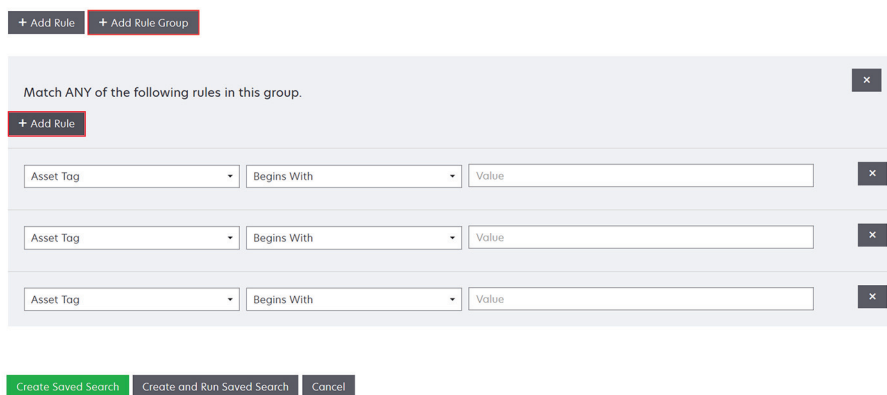 + Add Rule + Add Rule Group
Match ANY of the following rules in this group.
×
+ Add Rule
Asset Tag Begins With Value ×
Asset Tag Begins With Value ×
Asset Tag Begins With Value ×
Create Saved Search Create and Run Saved Search Cancel